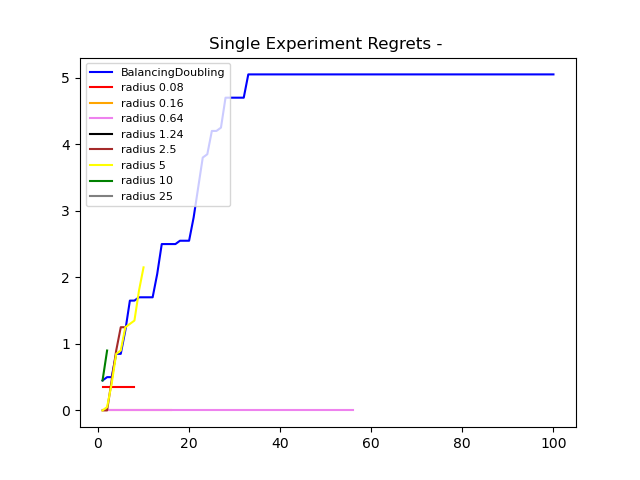 Single Experiment Regrets -
BalancingDoubling
radius 0.08
radius 0.16
radius 0.64
radius 1.24
radius 2.5
radius 5
radius 10
radius 25
5
4
3
2
1
0
0 20 40 60 80 100